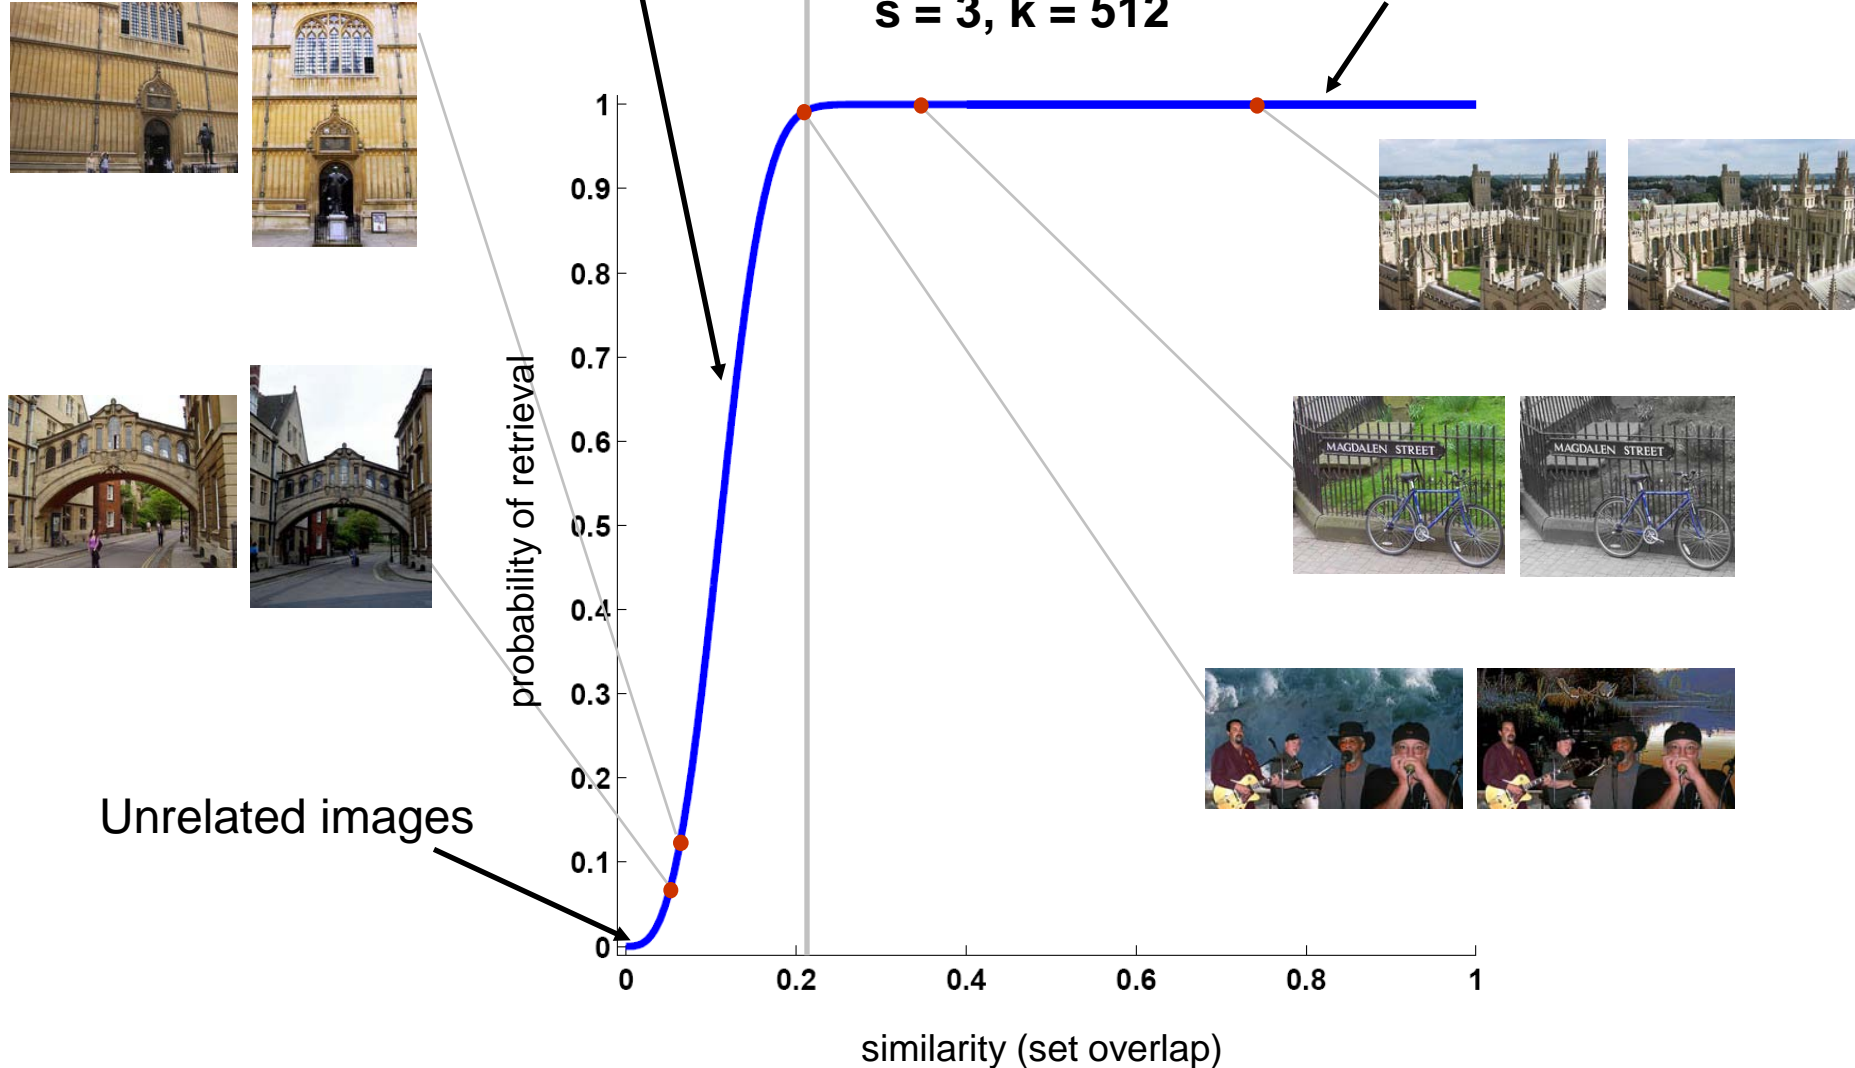 s = 3, k = 512
1
0.9
0.8
0.7
0.6
0.5
0.4
0.3
0.2
0.1
0
probability of retrieval
MAGDALEN STREET
MAGDALEN STREET
Unrelated images
0
0.2
0.4
0.6
0.8
1
similarity (set overlap)